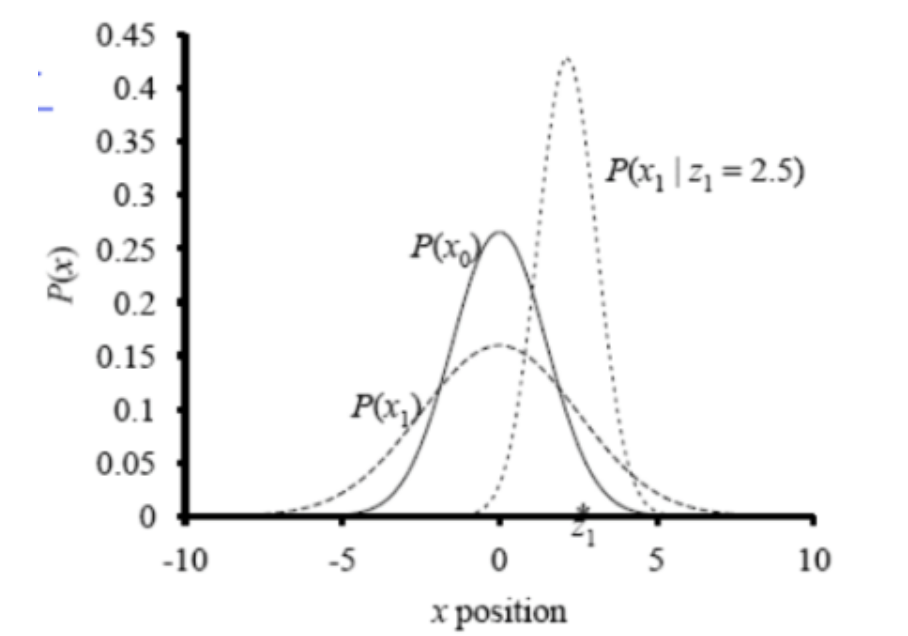 0.45
0.4
0.35
0.3
0.25
0.2
0.15
0.1
0.05
0
P(x)
P(x₁ | z₁ = 2.5)
P(x₀)
P(x₁)
z₁
-10 -5 0 5 10
x position